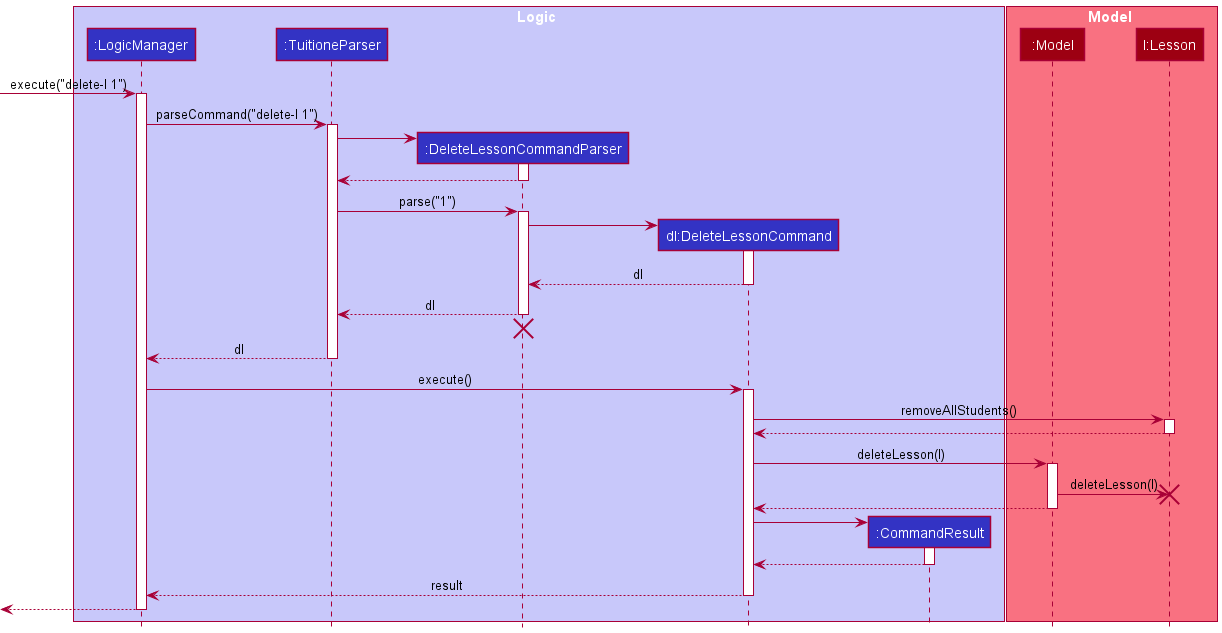 Logic
Model
:LogicManager
:TuitioneParser
:Model
l:Lesson
execute("delete-l 1")
parseCommand("delete-l 1")
:DeleteLessonCommandParser
parse("1")
dl:DeleteLessonCommand
dl
dl
dl
execute()
removeAllStudents()
deleteLesson(l)
deleteLesson(l)
:CommandResult
result